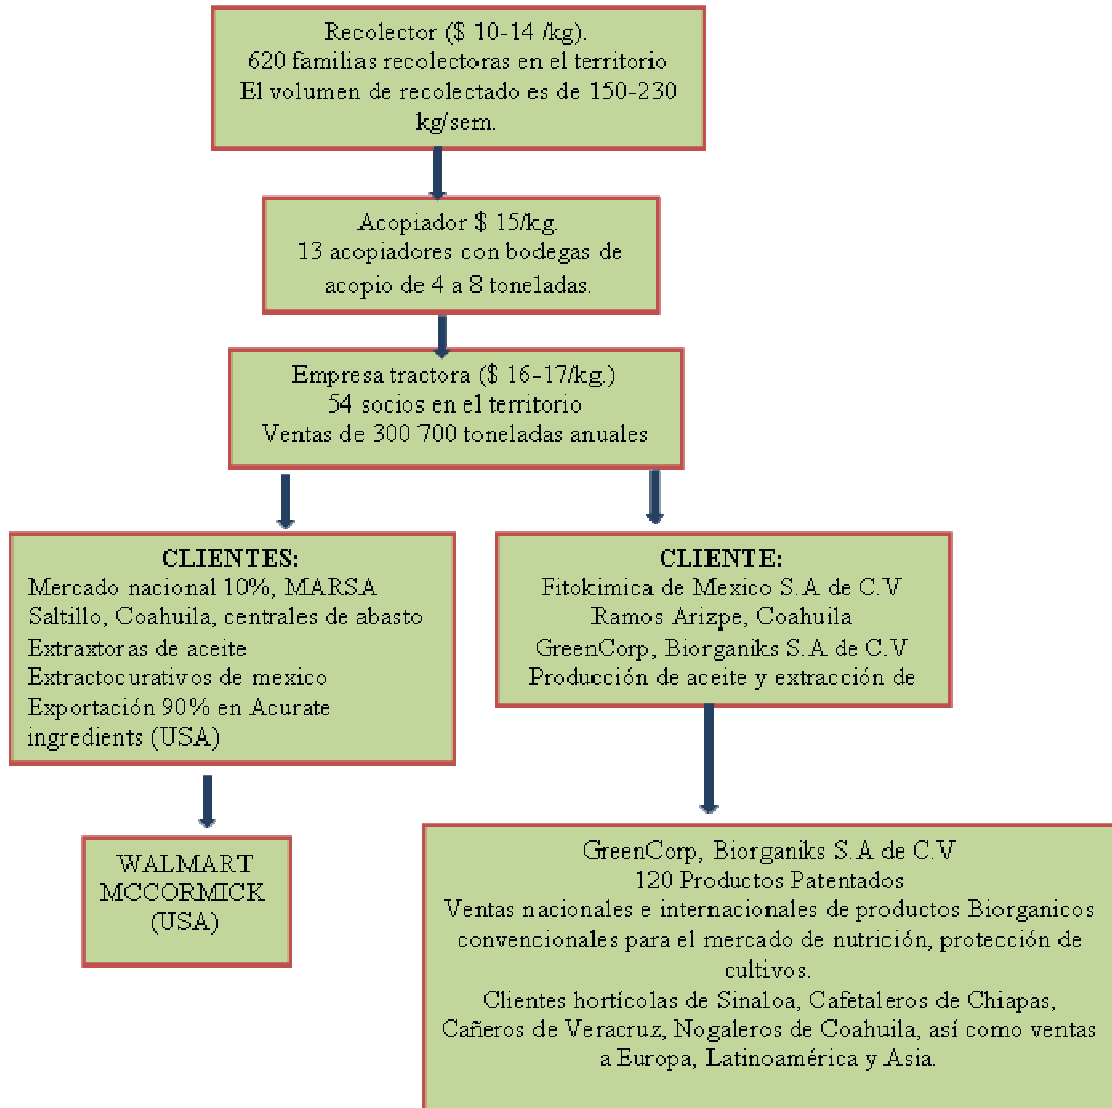 Recolector ($ 10-14 /kg).
620 familias recolectoras en el territorio
El volumen de recolectado es de 150-230
kg/sem.
Acopiador $ 15/kg.
13 acopiadores con bodegas de
acopio de 4 a 8 toneladas.
Empresa tractora ($ 16-17/kg.)
54 socios en el territorio
Ventas de 300 700 toneladas anuales
CLIENTES:
Mercado nacional 10%, MARSA
Saltillo, Coahuila, centrales de abasto
Extraxtoras de aceite
Extractocurativos de mexico
Exportación 90% en Acurate
ingredients (USA)
CLIENTE:
Fitokimica de Mexico S.A de C.V
Ramos Arizpe, Coahuila
GreenCorp, Biorganiks S.A de C.V
Producción de aceite y extracción de
WALMART
MCCORMICK
(USA)
GreenCorp, Biorganiks S.A de C.V
120 Productos Patentados
Ventas nacionales e internacionales de productos Biorganicos
convencionales para el mercado de nutrición, protección de
cultivos.
Clientes hortícolas de Sinaloa, Cafetaleros de Chiapas,
Cañeros de Veracruz, Nogaleros de Coahuila, así como ventas
a Europa, Latinoamérica y Asia.